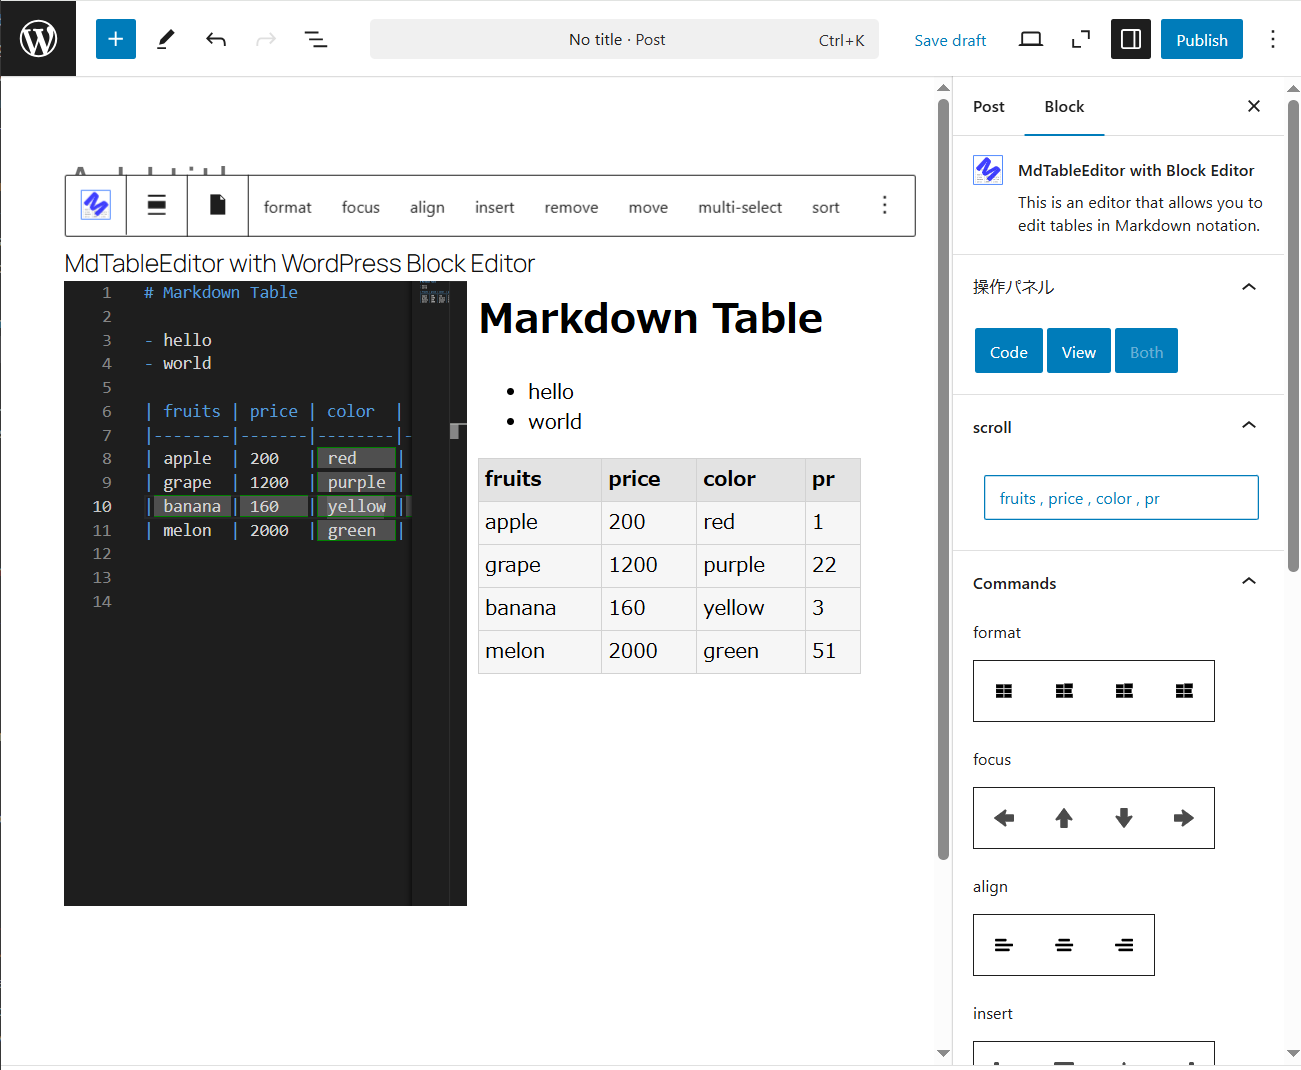 No title · Post
Ctrl+K
Save draft
Publish
Post
Block
MdTableEditor with Block Editor
This is an editor that allows you to
edit tables in Markdown notation.
format
focus
align
insert
remove
move
multi-select
sort
MdTableEditor with WordPress Block Editor
1 # Markdown Table
2
3 - hello
4 - world
5
6 | fruits | price | color |
7 |--------|-------|--------|-
8 | apple | 200 | red |
9 | grape | 1200 | purple |
10 | banana | 160 | yellow |
11 | melon | 2000 | green |
12
13
14
Markdown Table
• hello
• world
fruits price color pr
apple 200 red 1
grape 1200 purple 22
banana 160 yellow 3
melon 2000 green 51
操作パネル
Code
View
Both
scroll
fruits , price , color , pr
Commands
format
focus
align
insert